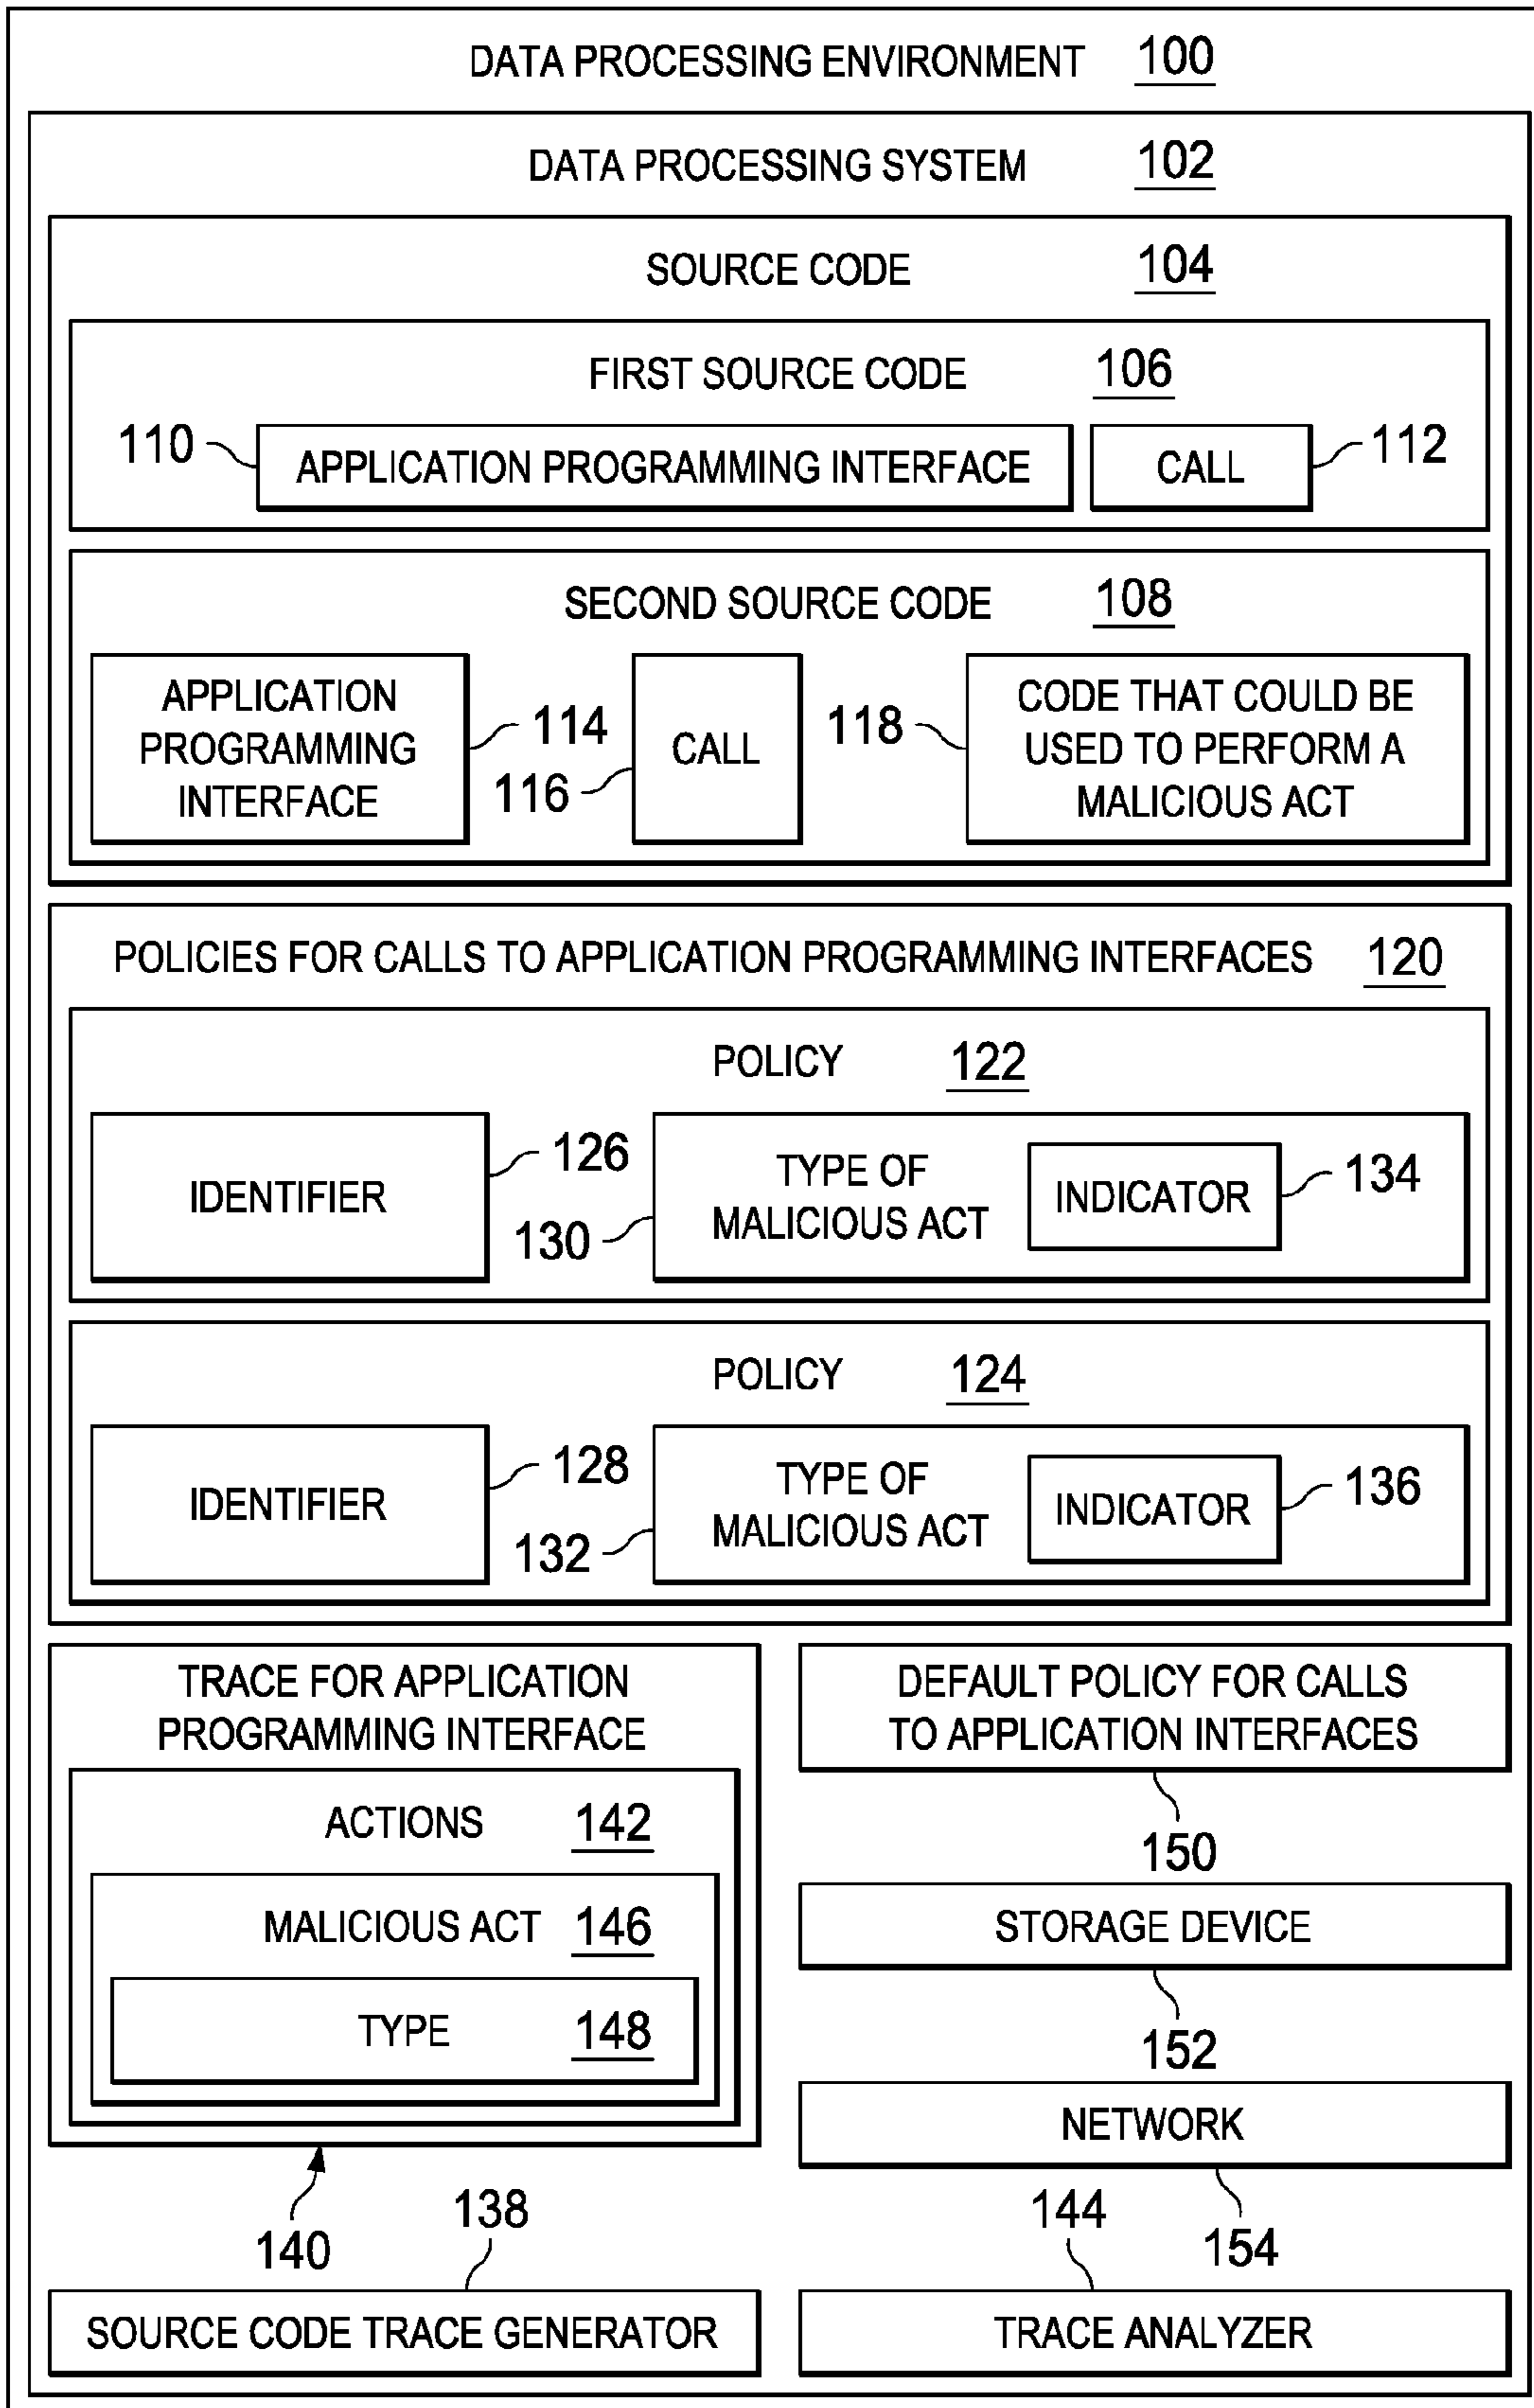 DATA PROCESSING ENVIRONMENT 100
DATA PROCESSING SYSTEM 102
SOURCE CODE 104
FIRST SOURCE CODE 106
110 APPLICATION PROGRAMMING INTERFACE CALL 112
SECOND SOURCE CODE 108
APPLICATION
PROGRAMMING
INTERFACE
114
116
CALL
118
CODE THAT COULD BE
USED TO PERFORM A
MALICIOUS ACT
POLICIES FOR CALLS TO APPLICATION PROGRAMMING INTERFACES 120
POLICY 122
IDENTIFIER
126
130
TYPE OF
MALICIOUS ACT
INDICATOR
134
POLICY 124
IDENTIFIER
128
132
TYPE OF
MALICIOUS ACT
INDICATOR
136
TRACE FOR APPLICATION
PROGRAMMING INTERFACE
ACTIONS 142
MALICIOUS ACT 146
TYPE 148
140
DEFAULT POLICY FOR CALLS
TO APPLICATION INTERFACES
150
STORAGE DEVICE
152
NETWORK
154
138
SOURCE CODE TRACE GENERATOR
144
TRACE ANALYZER